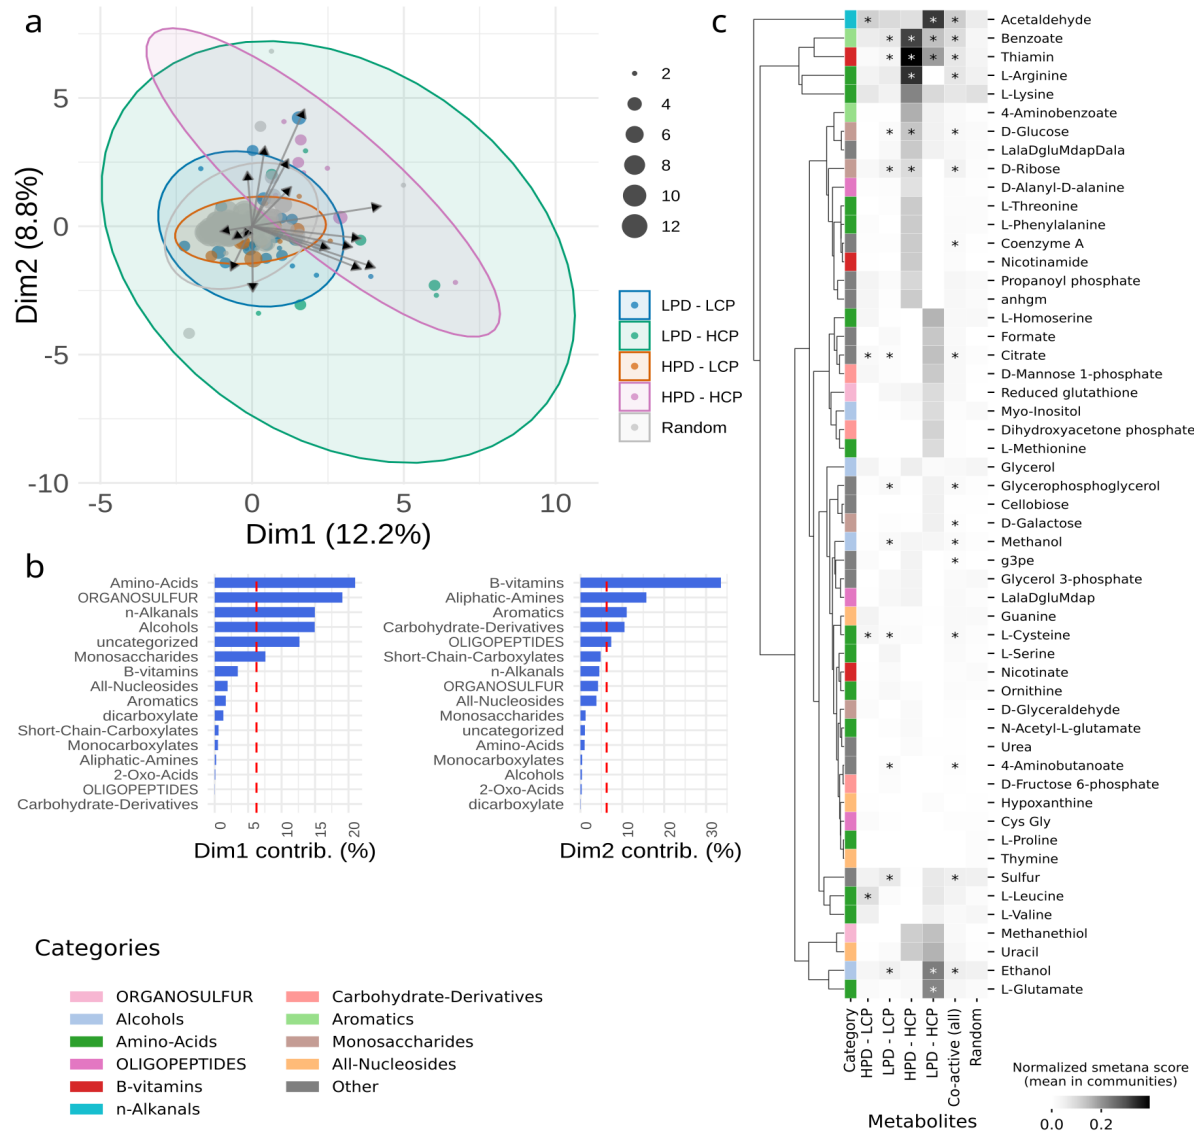 a
5
0
-5
-10
-5
0
5
10
Dim2 (8.8%)
Dim1 (12.2%)
2
4
6
8
10
12
LPD - LCP
LPD - HCP
HPD - LCP
HPD - HCP
Random
b
Amino-Acids
ORGANOSULFUR
n-Alkanals
Alcohols
uncategorized
Monosaccharides
B-vitamins
All-Nucleosides
Aromatics
dicarboxylate
Short-Chain-Carboxylates
Monocarboxylates
Aliphatic-Amines
2-Oxo-Acids
OLIGOPEPTIDES
Carbohydrate-Derivatives
0
5
10
15
20
Dim1 contrib. (%)
B-vitamins
Aliphatic-Amines
Aromatics
Carbohydrate-Derivatives
OLIGOPEPTIDES
Short-Chain-Carboxylates
n-Alkanals
ORGANOSULFUR
All-Nucleosides
Monosaccharides
uncategorized
Amino-Acids
Monocarboxylates
Alcohols
2-Oxo-Acids
dicarboxylate
0
10
20
30
Dim2 contrib. (%)
Categories
ORGANOSULFUR
Alcohols
Amino-Acids
OLIGOPEPTIDES
B-vitamins
n-Alkanals
Carbohydrate-Derivatives
Aromatics
Monosaccharides
All-Nucleosides
Other
c
* * * Acetaldehyde
* * * * Benzoate
* * * * Thiamin
* * L-Arginine
L-Lysine
4-Aminobenzoate
* * * D-Glucose
LalaDgluMdapDala
* * * D-Ribose
D-Alanyl-D-alanine
L-Threonine
L-Phenylalanine
* Coenzyme A
Nicotinamide
Propanoyl phosphate
anhgm
L-Homoserine
Formate
* * * Citrate
D-Mannose 1-phosphate
Reduced glutathione
Myo-Inositol
Dihydroxyacetone phosphate
L-Methionine
Glycerol
* * Glycerophosphoglycerol
Cellobiose
* D-Galactose
* * Methanol
* g3pe
Glycerol 3-phosphate
LalaDgluMdap
Guanine
* * * L-Cysteine
L-Serine
Nicotinate
Ornithine
D-Glyceraldehyde
N-Acetyl-L-glutamate
Urea
* * 4-Aminobutanoate
D-Fructose 6-phosphate
Hypoxanthine
Cys Gly
L-Proline
Thymine
* * Sulfur
* L-Leucine
L-Valine
Methanethiol
Uracil
* * * Ethanol
* L-Glutamate
Category
HPD - LCP
LPD - LCP
HPD - HCP
LPD - HCP
Co-active (all)
Random
Metabolites
Normalized smetana score
(mean in communities)
0.0
0.2